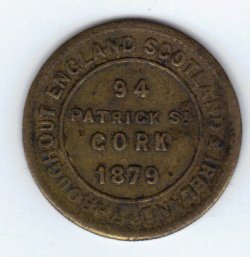 THROUGHOUT ENGLAND SCOTLAND & IRELAND
94
PATRICK ST
CORK
1879